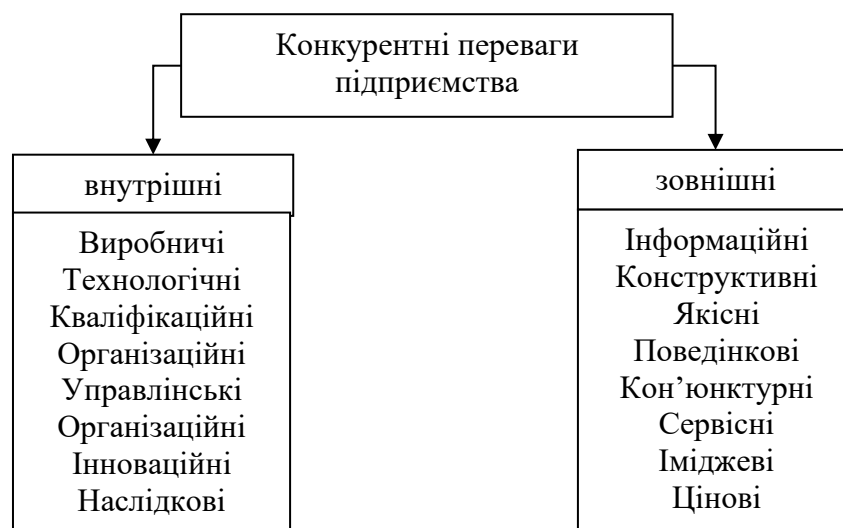 Конкурентні переваги
підприємства
внутрішні
Виробничі
Технологічні
Кваліфікаційні
Організаційні
Управлінські
Організаційні
Інноваційні
Наслідкові
зовнішні
Інформаційні
Конструктивні
Якісні
Поведінкові
Кон’юнктурні
Сервісні
Іміджеві
Цінові